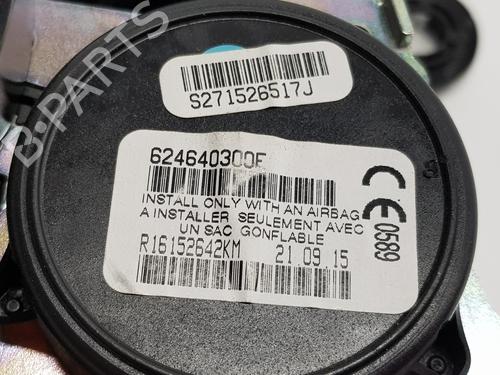 B-PARTS
S271526517J
624640300F
INSTALL ONLY WITH AN AIRBAG
A INSTALLER SEULEMENT AVEC
UN SAC GONFLABLE
R16152642KM 21 09 15
CE 0589